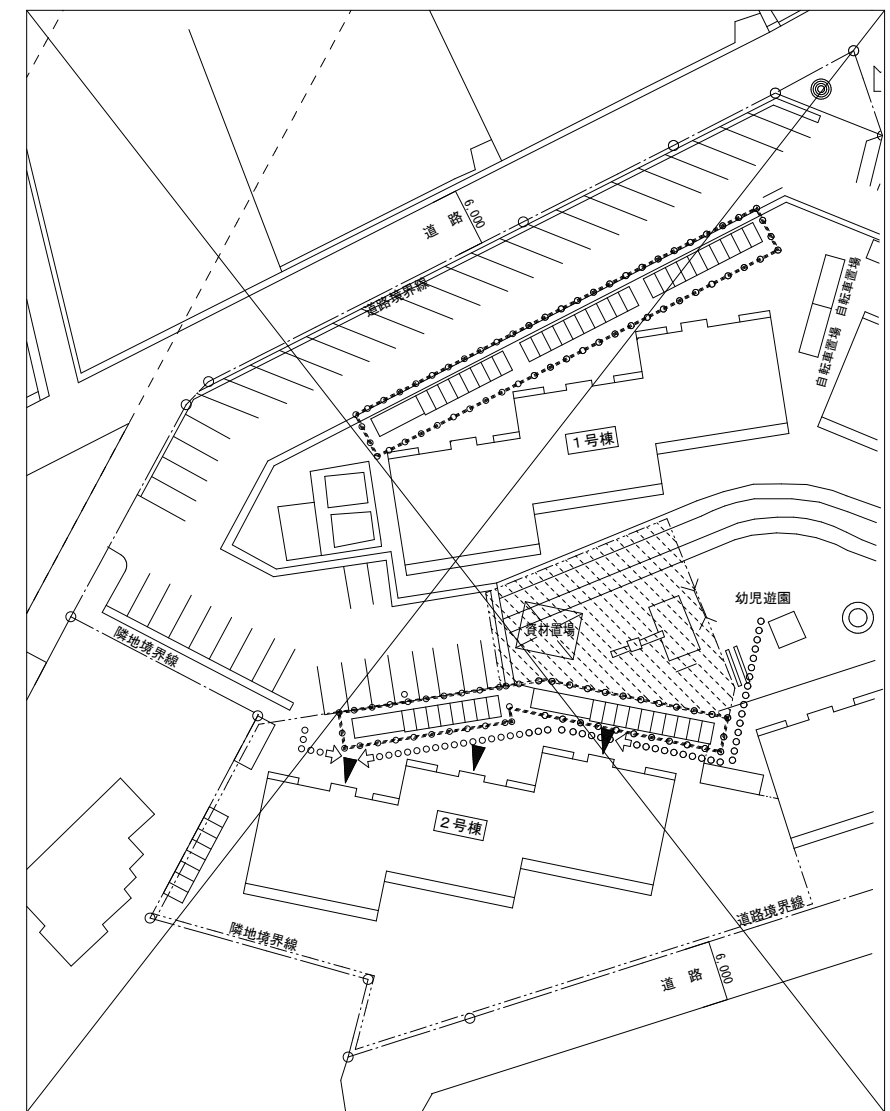 道路
6,000
道路境界線
自転車置場
自転車置場
1号棟
幼児遊園
資材置場
隣地境界線
2号棟
道路境界線
隣地境界線
道路
6,000